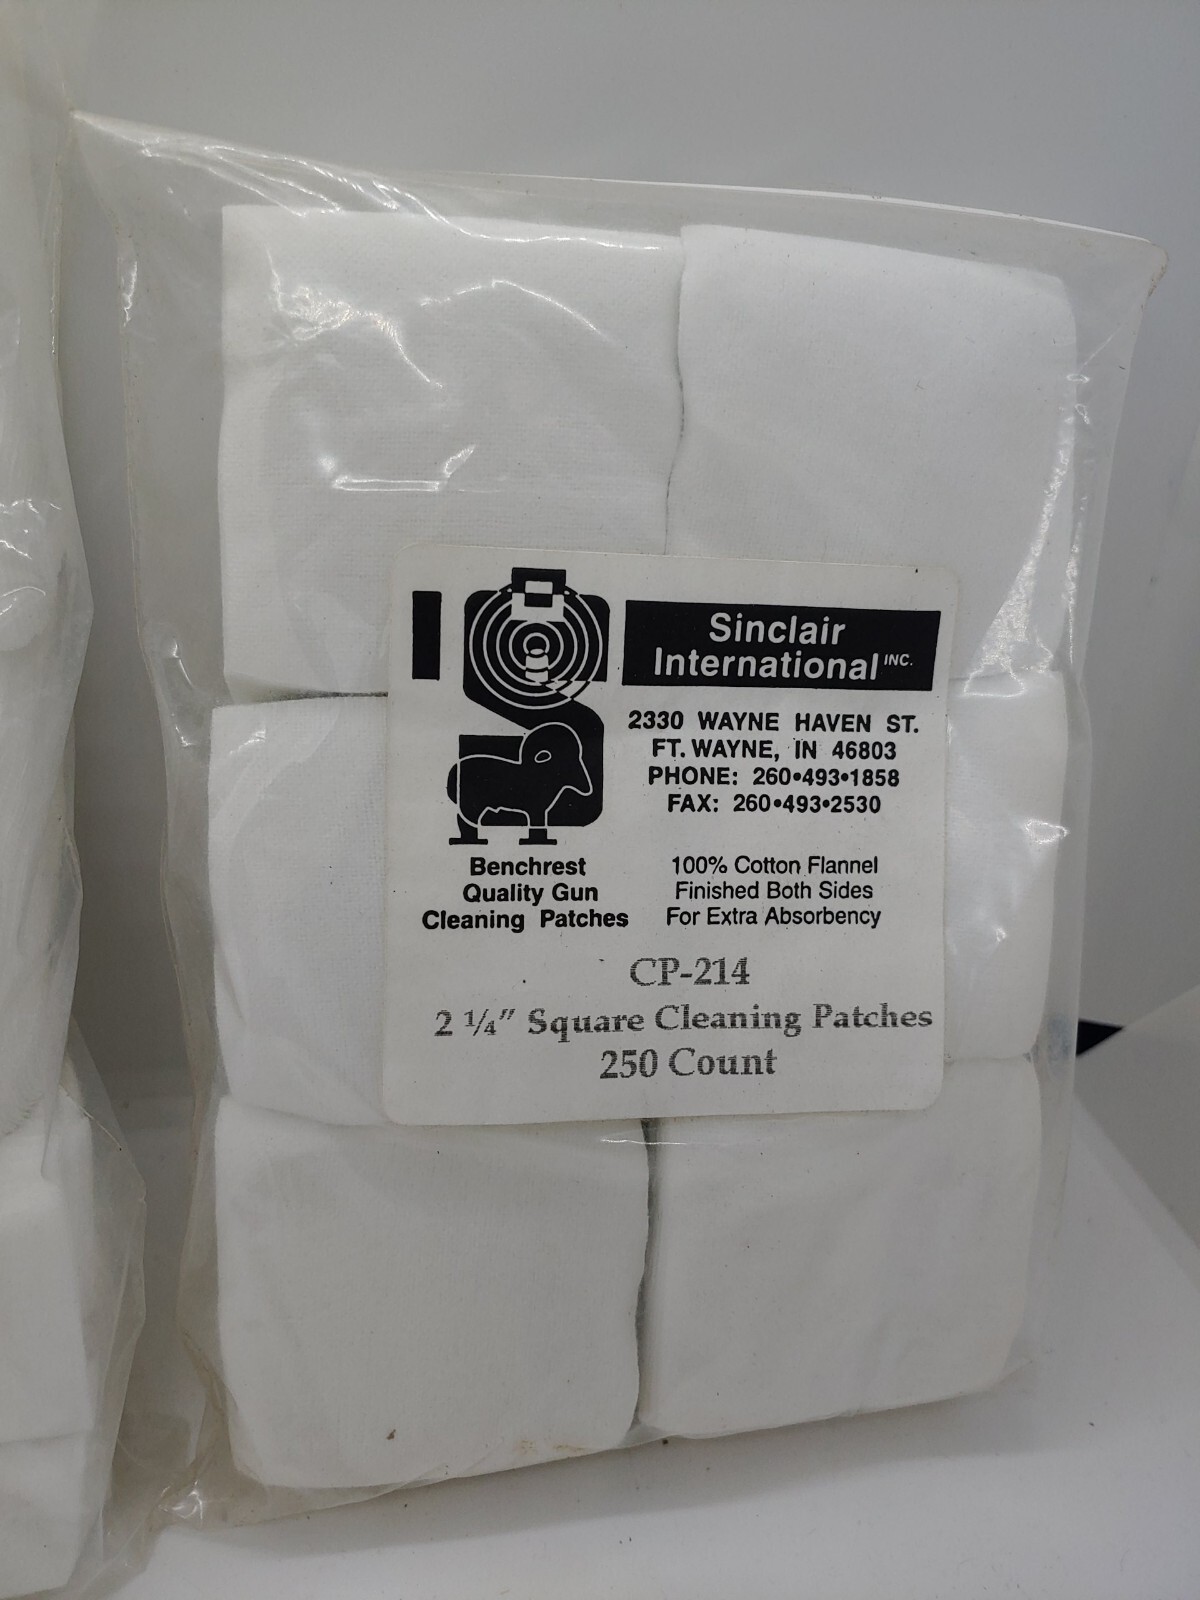 Sinclair
International INC.
2330 WAYNE HAVEN ST.
FT. WAYNE, IN 46803
PHONE: 260•493•1858
FAX: 260•493•2530
Benchrest
Quality Gun
Cleaning Patches
100% Cotton Flannel
Finished Both Sides
For Extra Absorbency
CP-214
2 ¼" Square Cleaning Patches
250 Count